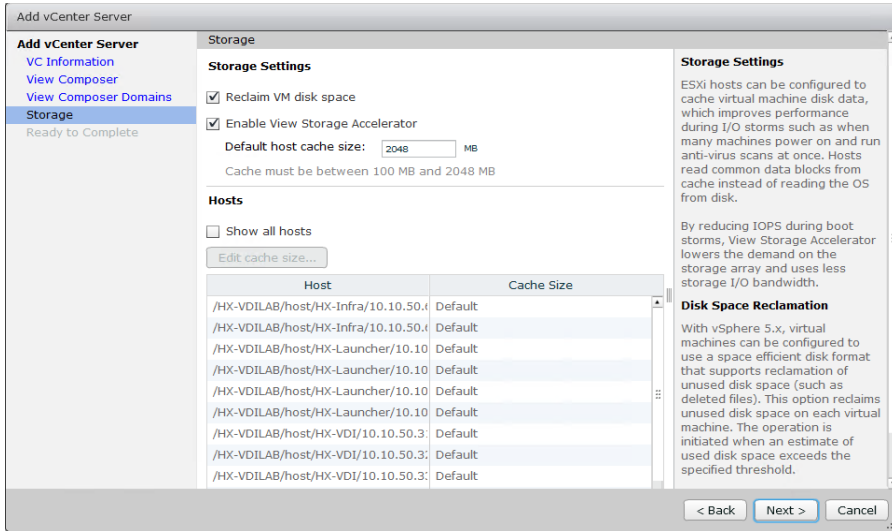 Add vCenter Server
Add vCenter Server
VC Information
View Composer
View Composer Domains
Storage
Ready to Complete
Storage
Storage Settings
Reclaim VM disk space
Enable View Storage Accelerator
Default host cache size: 2048 MB
Cache must be between 100 MB and 2048 MB
Hosts
Show all hosts
Edit cache size...
Host Cache Size
/HX-VDILAB/host/HX-Infra/10.10.50. Default
/HX-VDILAB/host/HX-Infra/10.10.50. Default
/HX-VDILAB/host/HX-Launcher/10.10 Default
/HX-VDILAB/host/HX-Launcher/10.10 Default
/HX-VDILAB/host/HX-Launcher/10.10 Default
/HX-VDILAB/host/HX-Launcher/10.10 Default
/HX-VDILAB/host/HX-VDI/10.10.50.3 Default
/HX-VDILAB/host/HX-VDI/10.10.50.3 Default
/HX-VDILAB/host/HX-VDI/10.10.50.3 Default
Storage Settings
ESXi hosts can be configured to
cache virtual machine disk data,
which improves performance
during I/O storms such as when
many machines power on and run
anti-virus scans at once. Hosts
read common data blocks from
cache instead of reading the OS
from disk.
By reducing IOPS during boot
storms, View Storage Accelerator
lowers the demand on the
storage array and uses less
storage I/O bandwidth.
Disk Space Reclamation
With vSphere 5.x, virtual
machines can be configured to
use a space efficient disk format
that supports reclamation of
unused disk space (such as
deleted files). This option reclaims
unused disk space on each virtual
machine. The operation is
initiated when an estimate of
used disk space exceeds the
specified threshold.
< Back Next > Cancel